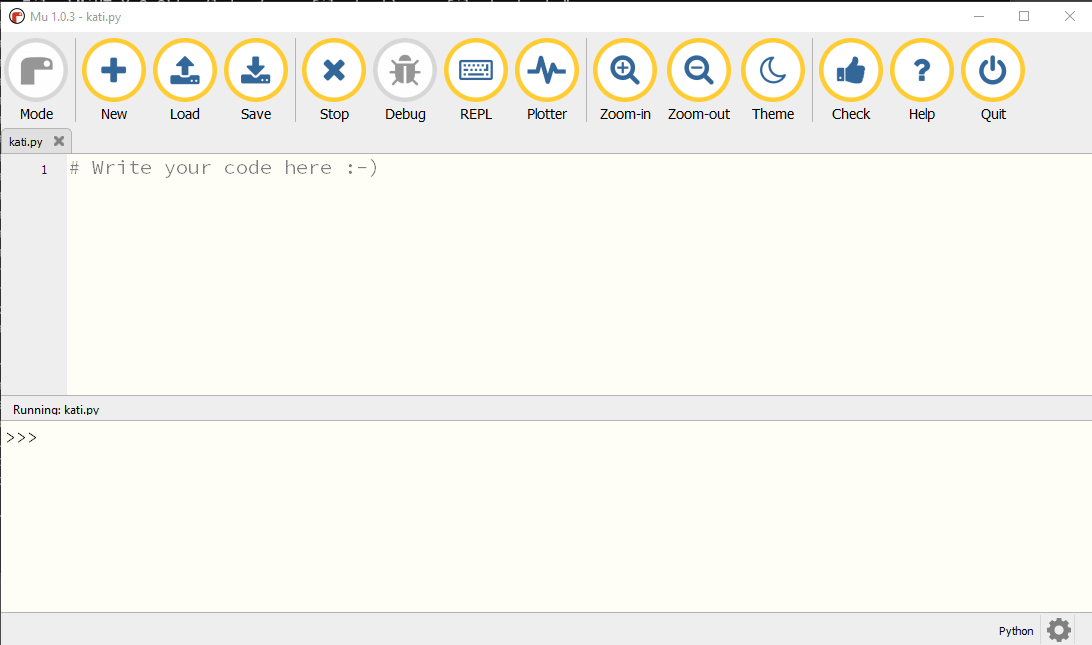 Mu 1.0.3 - kati.py
Mode New Load Save Stop Debug REPL Plotter Zoom-in Zoom-out Theme Check Help Quit
kati.py
1 # Write your code here :-)
Running: kati.py
>>>
Python